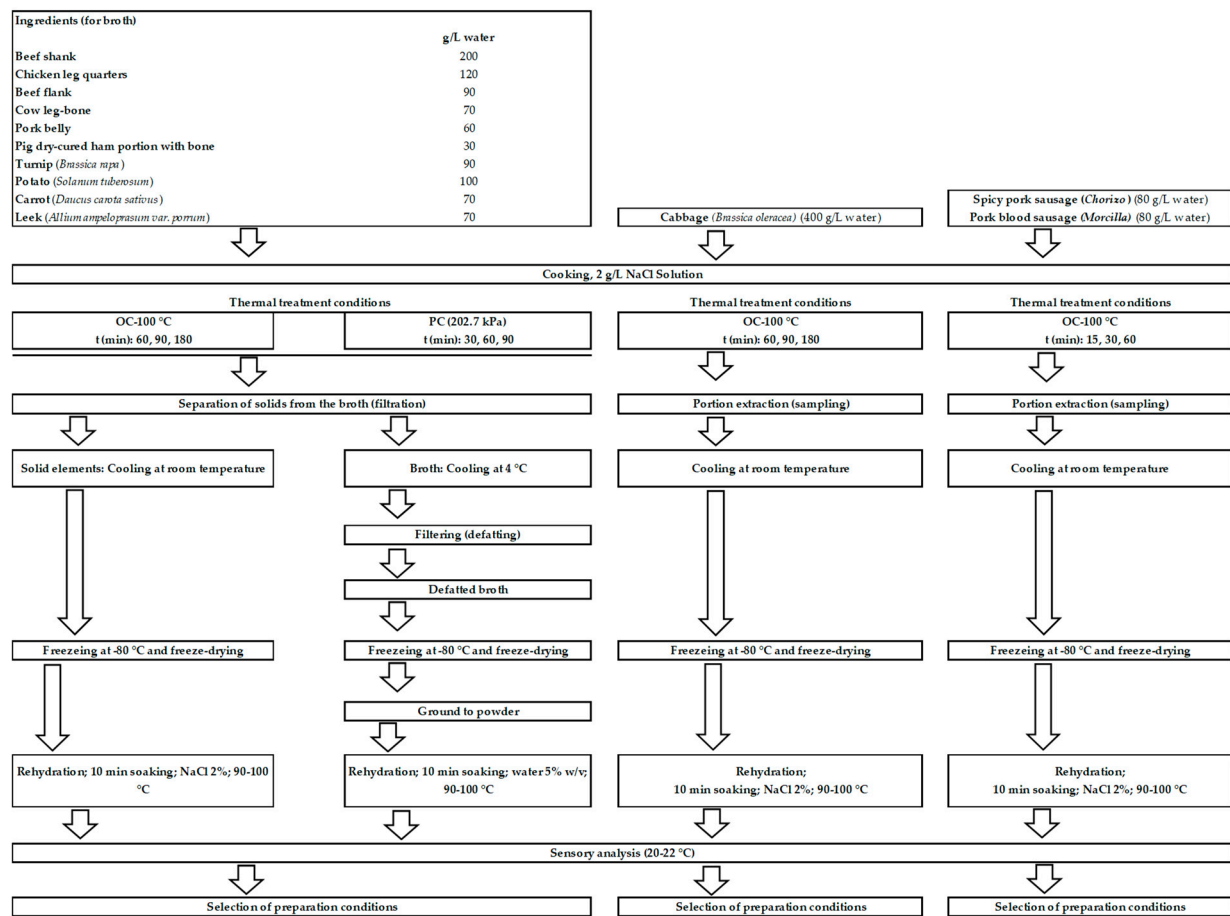 Ingredients (for broth)
g/L water
Beef shank 200
Chicken leg quarters 120
Beef flank 90
Cow leg-bone 70
Pork belly 60
Pig dry-cured ham portion with bone 30
Turnip (Brassica rapa) 90
Potato (Solanum tuberosum) 100
Carrot (Daucus carota sativus) 70
Leek (Allium ampeloprasum var. porrum) 70
Cabbage (Brassica oleracea) (400 g/L water)
Spicy pork sausage (Chorizo) (80 g/L water)
Pork blood sausage (Morcilla) (80 g/L water)
Cooking, 2 g/L NaCl Solution
Thermal treatment conditions
OC-100 °C
t (min): 60, 90, 180
PC (202.7 kPa)
t (min): 30, 60, 90
Thermal treatment conditions
OC-100 °C
t (min): 60, 90, 180
Thermal treatment conditions
OC-100 °C
t (min): 15, 30, 60
Separation of solids from the broth (filtration)
Portion extraction (sampling)
Portion extraction (sampling)
Solid elements: Cooling at room temperature
Broth: Cooling at 4 °C
Cooling at room temperature
Cooling at room temperature
Filtering (defatting)
Defatted broth
Freezeing at -80 °C and freeze-drying
Freezeing at -80 °C and freeze-drying
Freezeing at -80 °C and freeze-drying
Freezeing at -80 °C and freeze-drying
Ground to powder
Rehydration; 10 min soaking; NaCl 2%; 90-100
°C
Rehydration; 10 min soaking; water 5% w/v;
90-100 °C
Rehydration;
10 min soaking; NaCl 2%; 90-100 °C
Rehydration;
10 min soaking; NaCl 2%; 90-100 °C
Sensory analysis (20-22 °C)
Selection of preparation conditions
Selection of preparation conditions
Selection of preparation conditions